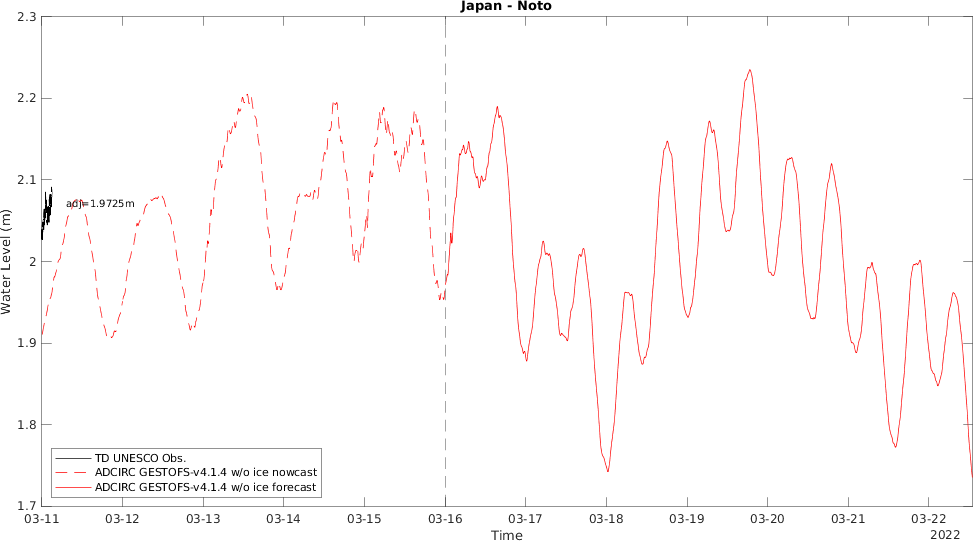 Japan - Noto
Water Level (m)
2.3
2.2
2.1
2
1.9
1.8
1.7
adj=1.9725m
TD UNESCO Obs.
ADCIRC GESTOFS-v4.1.4 w/o ice nowcast
ADCIRC GESTOFS-v4.1.4 w/o ice forecast
03-11 03-12 03-13 03-14 03-15 03-16 03-17 03-18 03-19 03-20 03-21 03-22
Time
2022